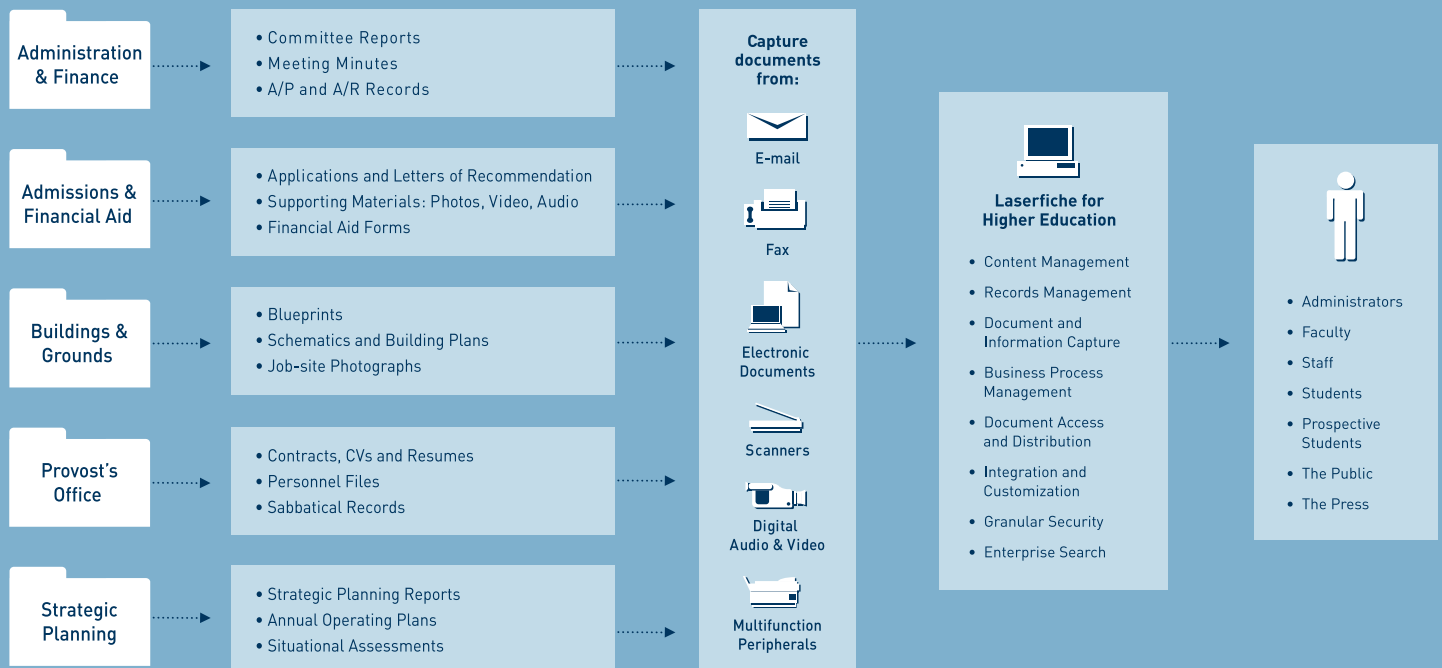 Administration
& Finance
• Committee Reports
• Meeting Minutes
• A/P and A/R Records
Admissions &
Financial Aid
• Applications and Letters of Recommendation
• Supporting Materials: Photos, Video, Audio
• Financial Aid Forms
Buildings &
Grounds
• Blueprints
• Schematics and Building Plans
• Job-site Photographs
Provost's
Office
• Contracts, CVs and Resumes
• Personnel Files
• Sabbatical Records
Strategic
Planning
• Strategic Planning Reports
• Annual Operating Plans
• Situational Assessments
Capture
documents
from:
E-mail
Fax
Electronic
Documents
Scanners
Digital
Audio & Video
Multifunction
Peripherals
Laserfiche for
Higher Education
• Content Management
• Records Management
• Document and
Information Capture
• Business Process
Management
• Document Access
and Distribution
• Integration and
Customization
• Granular Security
• Enterprise Search
• Administrators
• Faculty
• Staff
• Students
• Prospective
Students
• The Public
• The Press